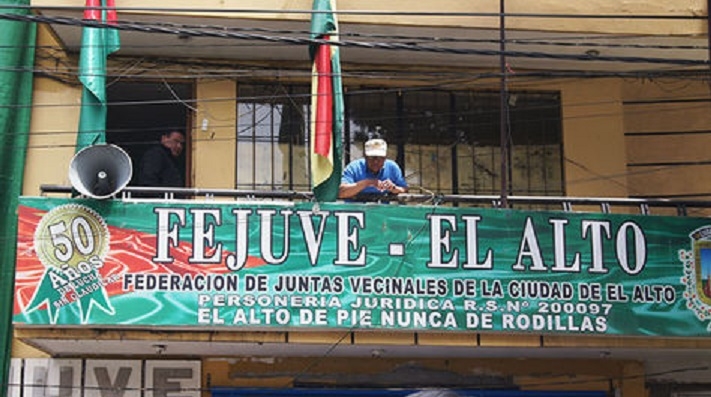 50
Años
FEJUVE - EL ALTO
FEDERACION DE JUNTAS VECINALES DE LA CIUDAD DE EL ALTO
PERSONERIA JURIDICA R.S.Nº 200097
EL ALTO DE PIE NUNCA DE RODILLAS
UVE